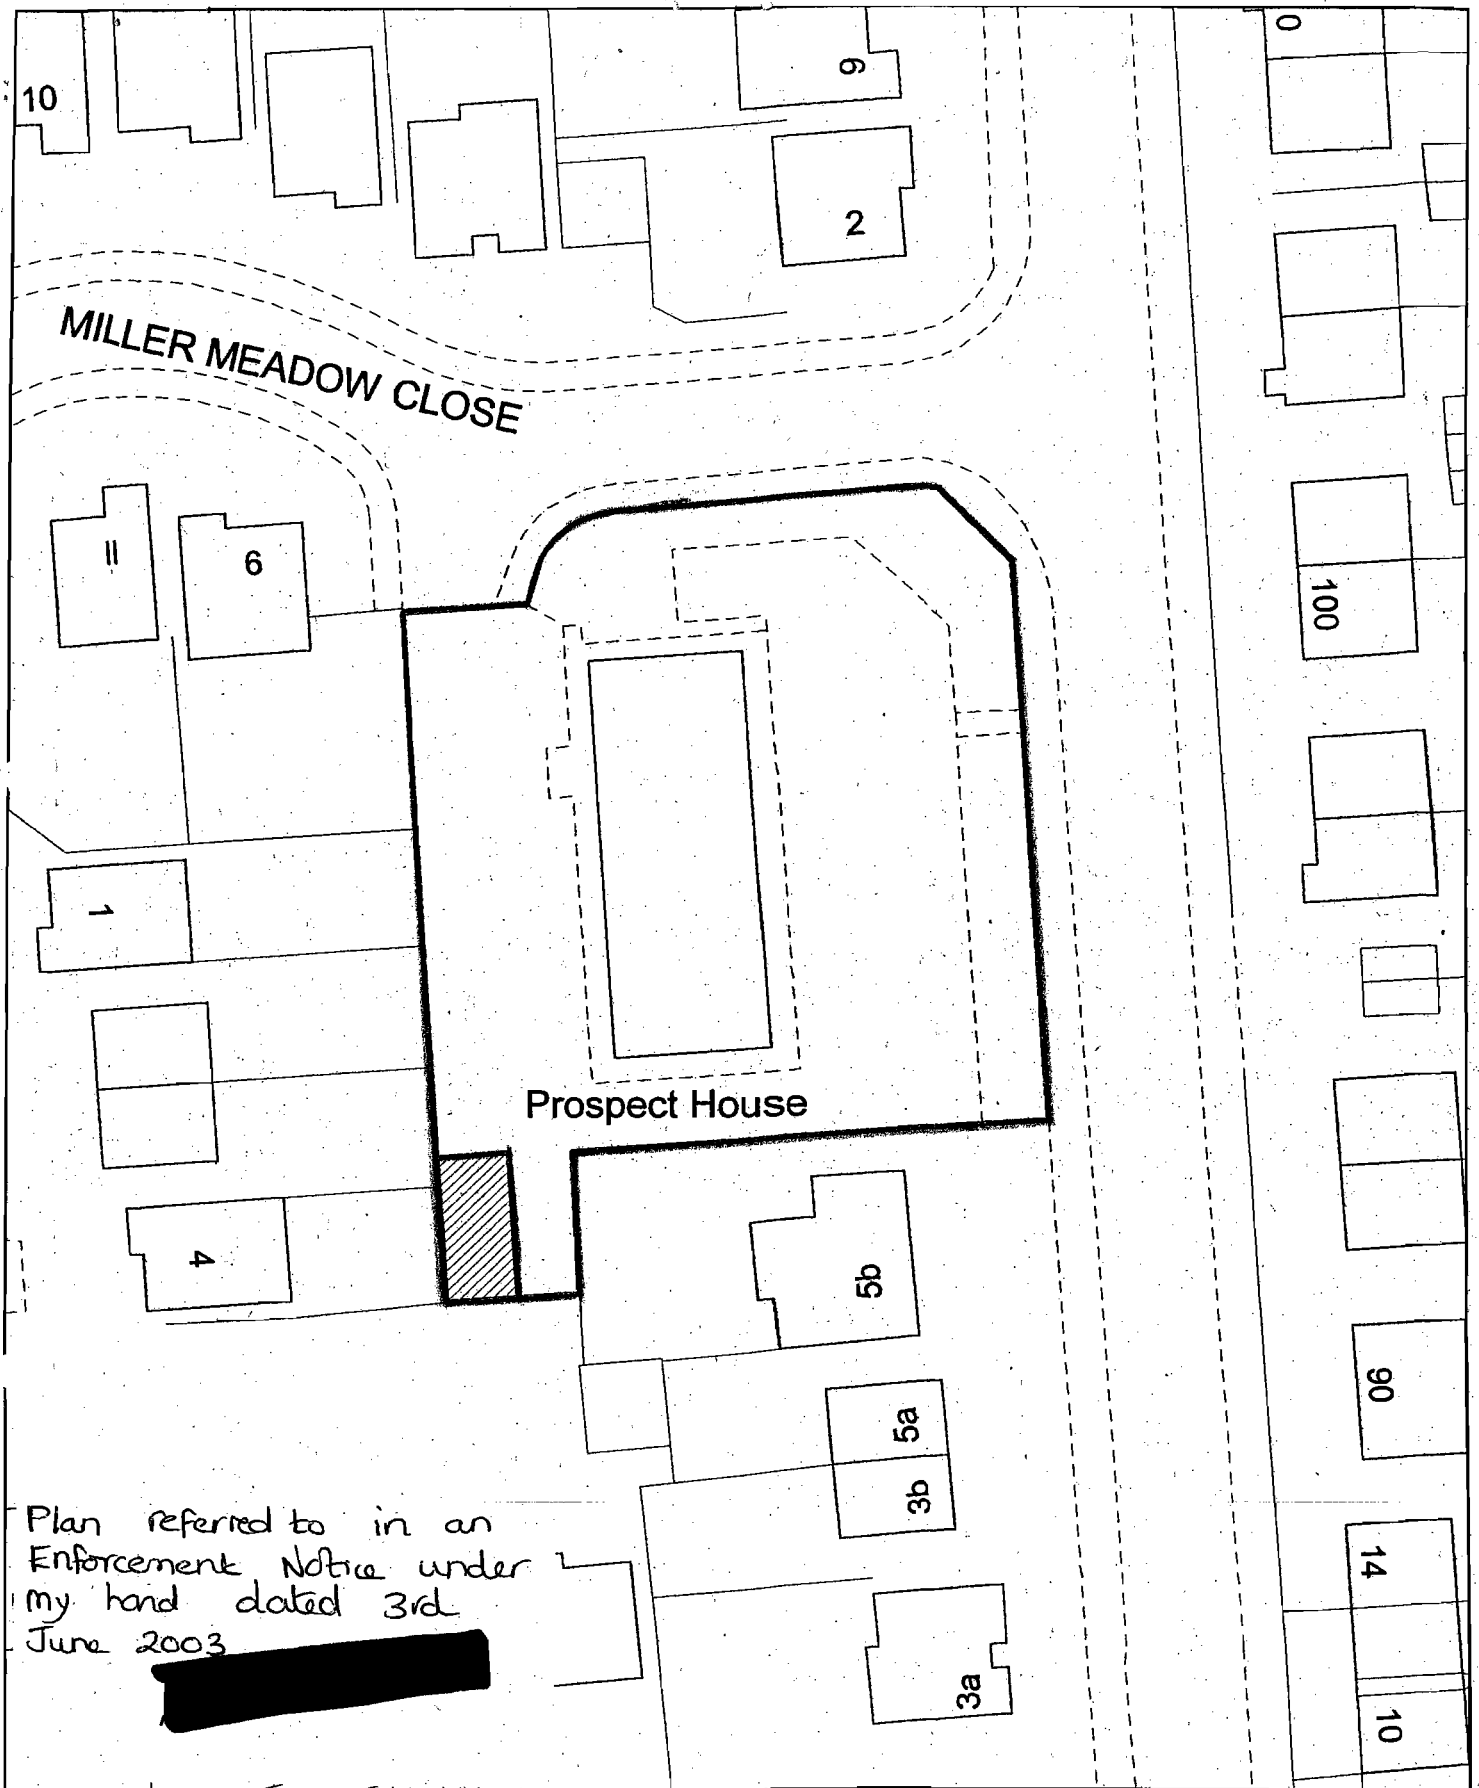 10
9
0
2
MILLER MEADOW CLOSE
11
6
100
1
Prospect House
4
5b
90
5a
3b
14
3a
10
Plan referred to in an
Enforcement Notice under
my hand dated 3rd
June 2003